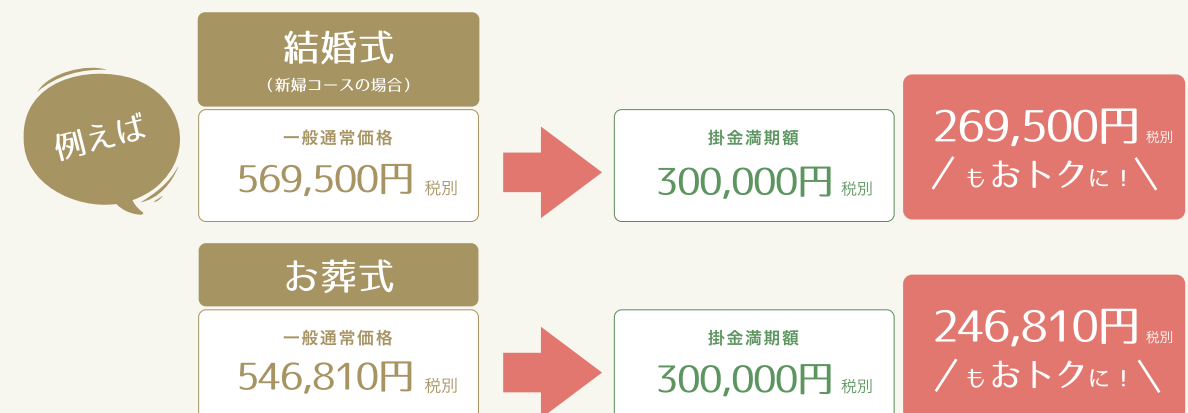 例えば
結婚式
（新婦コースの場合）
一般通常価格
569,500円 税別
掛金満期額
300,000円 税別
269,500円 税別
もおトクに！
お葬式
一般通常価格
546,810円 税別
掛金満期額
300,000円 税別
246,810円 税別
もおトクに！